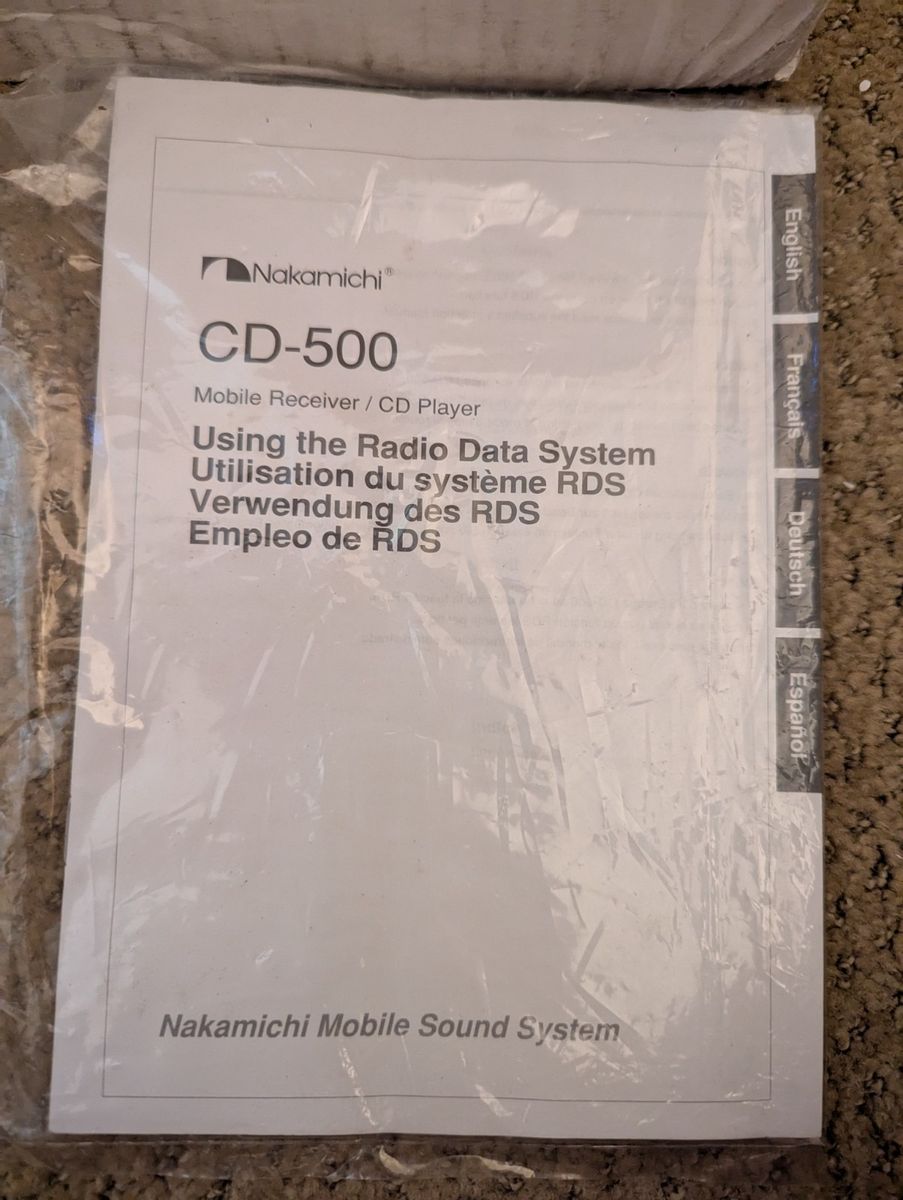 Nakamichi®
CD-500
Mobile Receiver / CD Player
Using the Radio Data System
Utilisation du système RDS
Verwendung des RDS
Empleo de RDS
Nakamichi Mobile Sound System
English
Français
Deutsch
Español